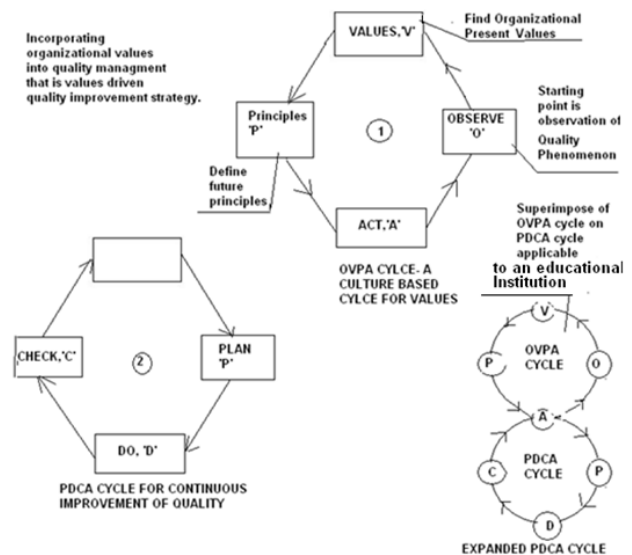 Incorporating
organizational values
into quality managment
that is values driven
quality improvement strategy.
VALUES,'V'
Find Organizational
Present Values
Principles
'P'
1
OBSERVE
'O'
Starting
point is
observation of
Quality
Phenomenon
Define
future
principles,
ACT,'A'
OVPA CYLCE- A
CULTURE BASED
CYLCE FOR VALUES
Superimpose of
OVPA cycle on
PDCA cycle
applicable
to an educational
Institution
CHECK,'C'
2
PLAN
'P'
DO, 'D'
PDCA CYCLE FOR CONTINUOUS
IMPROVEMENT OF QUALITY
V
P
OVPA
CYCLE
O
A
C
PDCA
CYCLE
P
D
EXPANDED PDCA CYCLE